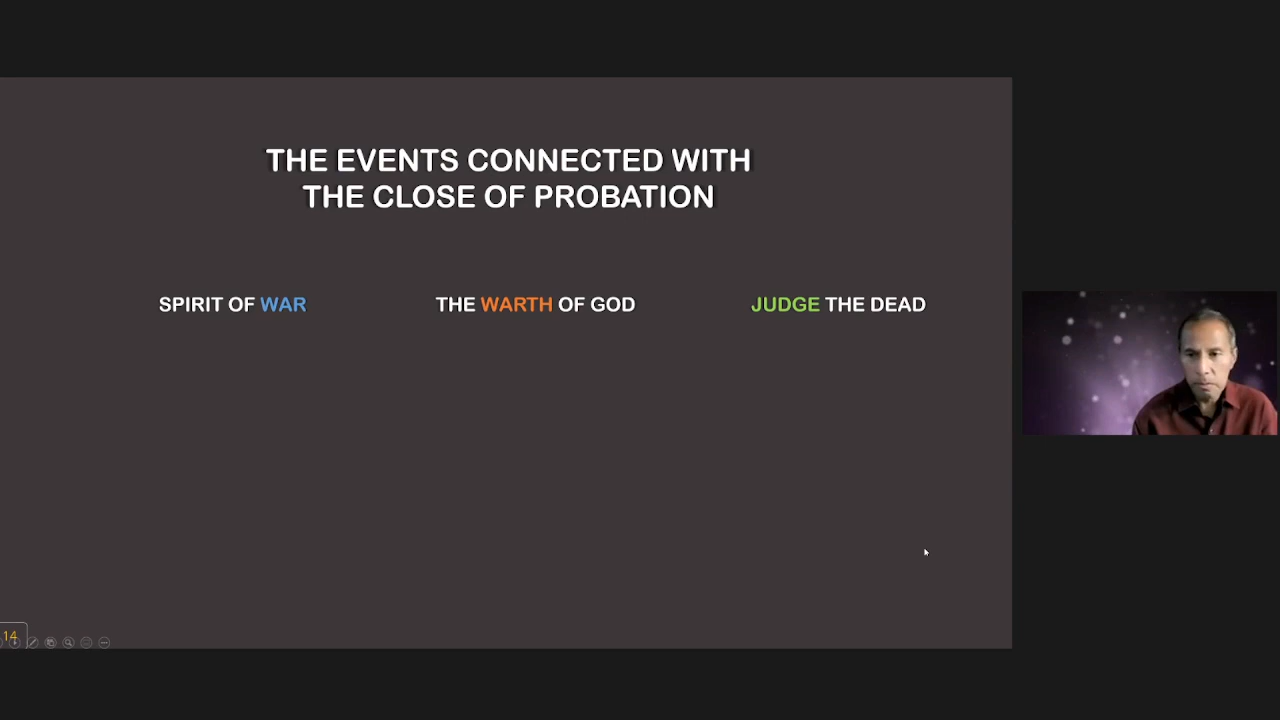 THE EVENTS CONNECTED WITH
THE CLOSE OF PROBATION
SPIRIT OF WAR
THE WARTH OF GOD
JUDGE THE DEAD
14